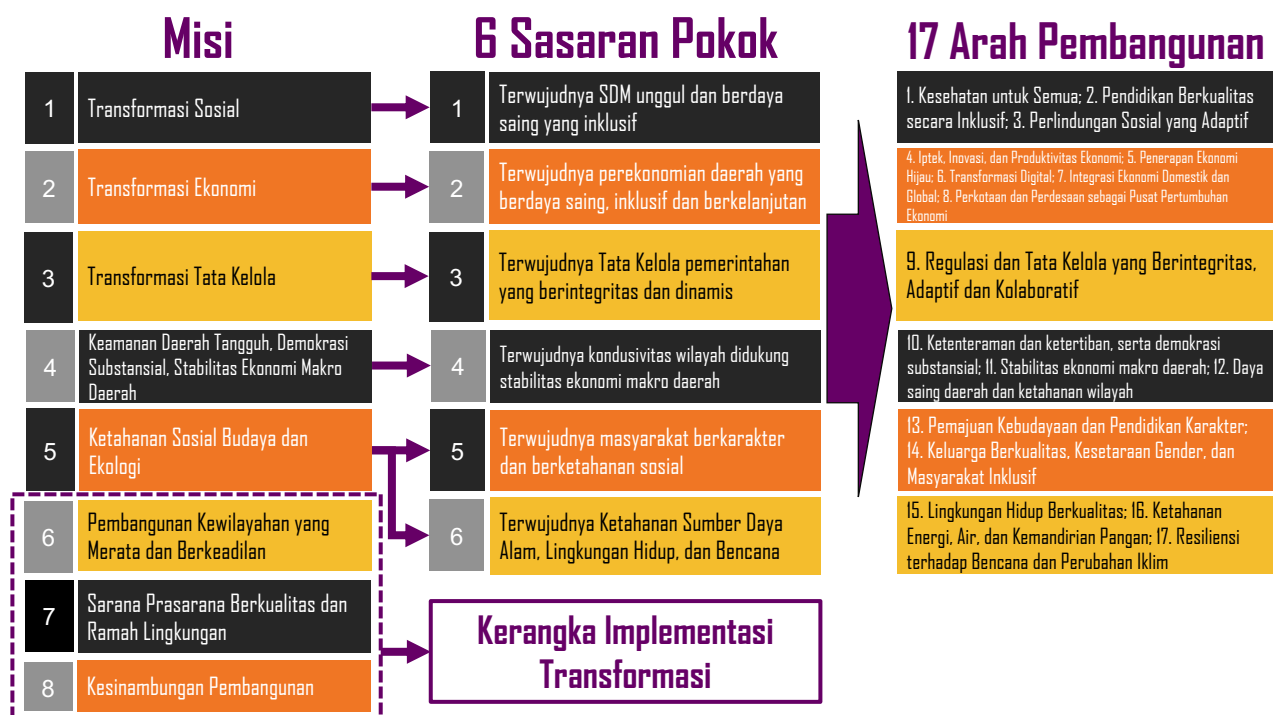 Misi
1
Transformasi Sosial
2
Transformasi Ekonomi
3
Transformasi Tata Kelola
4
Keamanan Daerah Tangguh, Demokrasi
Substansial, Stabilitas Ekonomi Makro
Daerah
5
Ketahanan Sosial Budaya dan
Ekologi
6
Pembangunan Kewilayahan yang
Merata dan Berkeadilan
7
Sarana Prasarana Berkualitas dan
Ramah Lingkungan
8
Kesinambungan Pembangunan
6 Sasaran Pokok
1
Terwujudnya SDM unggul dan berdaya
saing yang inklusif
2
Terwujudnya perekonomian daerah yang
berdaya saing, inklusif dan berkelanjutan
3
Terwujudnya Tata Kelola pemerintahan
yang berintegritas dan dinamis
4
Terwujudnya kondusivitas wilayah didukung
stabilitas ekonomi makro daerah
5
Terwujudnya masyarakat berkarakter
dan berketahanan sosial
6
Terwujudnya Ketahanan Sumber Daya
Alam, Lingkungan Hidup, dan Bencana
Kerangka Implementasi
Transformasi
17 Arah Pembangunan
1. Kesehatan untuk Semua; 2. Pendidikan Berkualitas
secara Inklusif; 3. Perlindungan Sosial yang Adaptif
4. Iptek, Inovasi, dan Produktivitas Ekonomi; 5. Penerapan Ekonomi
Hijau; 6. Transformasi Digital; 7. Integrasi Ekonomi Domestik dan
Global; 8. Perkotaan dan Perdesaan sebagai Pusat Pertumbuhan
Ekonomi
9. Regulasi dan Tata Kelola yang Berintegritas,
Adaptif dan Kolaboratif
10. Ketenteraman dan ketertiban, serta demokrasi
substansial; 11. Stabilitas ekonomi makro daerah; 12. Daya
saing daerah dan ketahanan wilayah
13. Pemajuan Kebudayaan dan Pendidikan Karakter;
14. Keluarga Berkualitas, Kesetaraan Gender, dan
Masyarakat Inklusif
15. Lingkungan Hidup Berkualitas; 16. Ketahanan
Energi, Air, dan Kemandirian Pangan; 17. Resiliensi
terhadap Bencana dan Perubahan Iklim